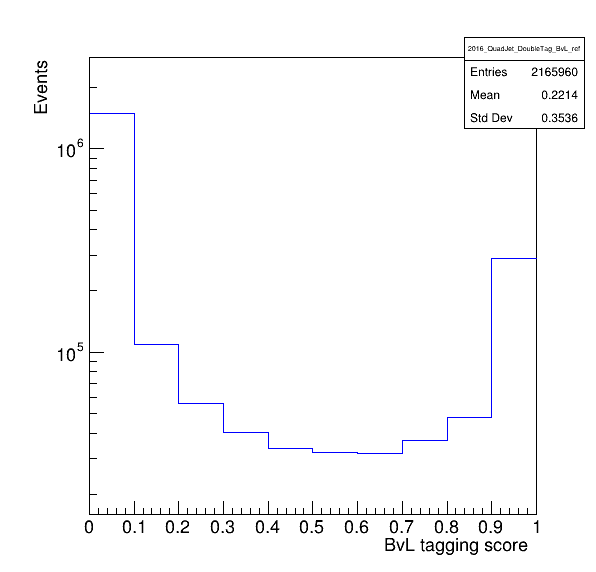 2016_QuadJet_DoubleTag_BvL_ref
Entries 2165960
Mean 0.2214
Std Dev 0.3536
Events
10^6
10^5
0 0.1 0.2 0.3 0.4 0.5 0.6 0.7 0.8 0.9 1
BvL tagging score